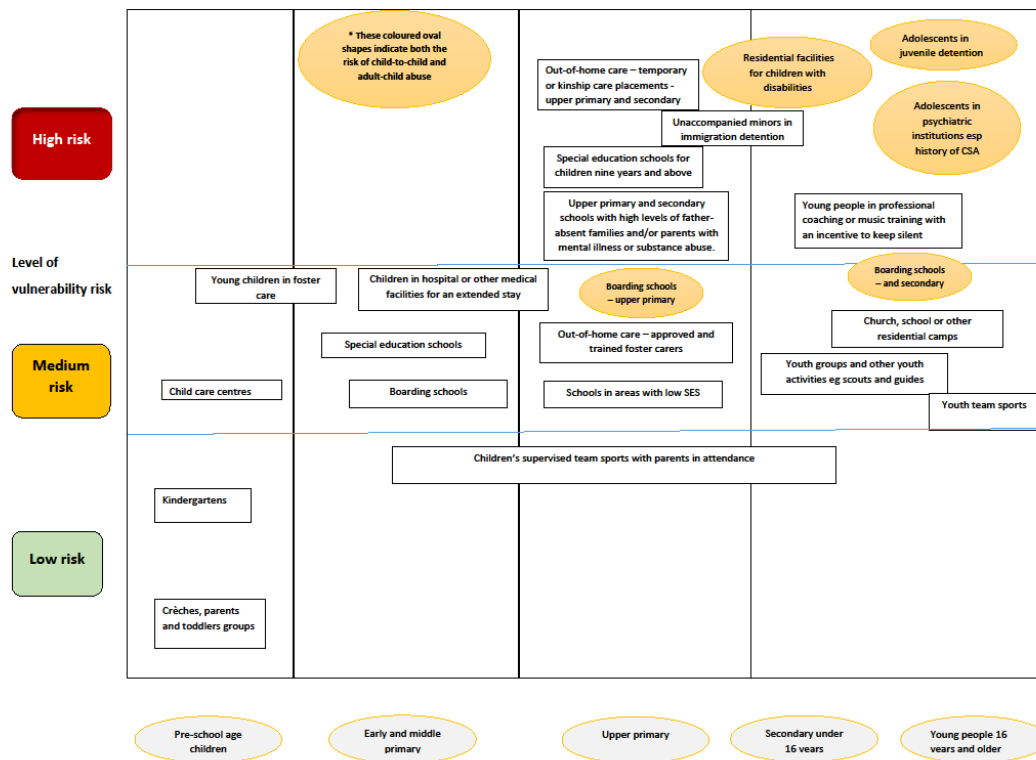 * These coloured oval
shapes indicate both the
risk of child-to-child and
adult-child abuse
Out-of-home care – temporary
or kinship care placements -
upper primary and secondary
Residential facilities
for children with
disabilities
Adolescents in
juvenile detention
High risk
Unaccompanied minors in
immigration detention
Adolescents in
psychiatric
institutions esp
history of CSA
Special education schools for
children nine years and above
Upper primary and secondary
schools with high levels of father-
absent families and/or parents with
mental illness or substance abuse.
Young people in professional
coaching or music training with
an incentive to keep silent
Level of
vulnerability risk
Young children in foster
care
Children in hospital or other medical
facilities for an extended stay
Boarding schools
– upper primary
Boarding schools
– and secondary
Church, school or other
residential camps
Special education schools
Out-of-home care – approved and
trained foster carers
Medium
risk
Child care centres
Boarding schools
Schools in areas with low SES
Youth groups and other youth
activities eg scouts and guides
Youth team sports
Children's supervised team sports with parents in attendance
Kindergartens
Low risk
Crèches, parents
and toddlers groups
Pre-school age
children
Early and middle
primary
Upper primary
Secondary under
16 years
Young people 16
years and older